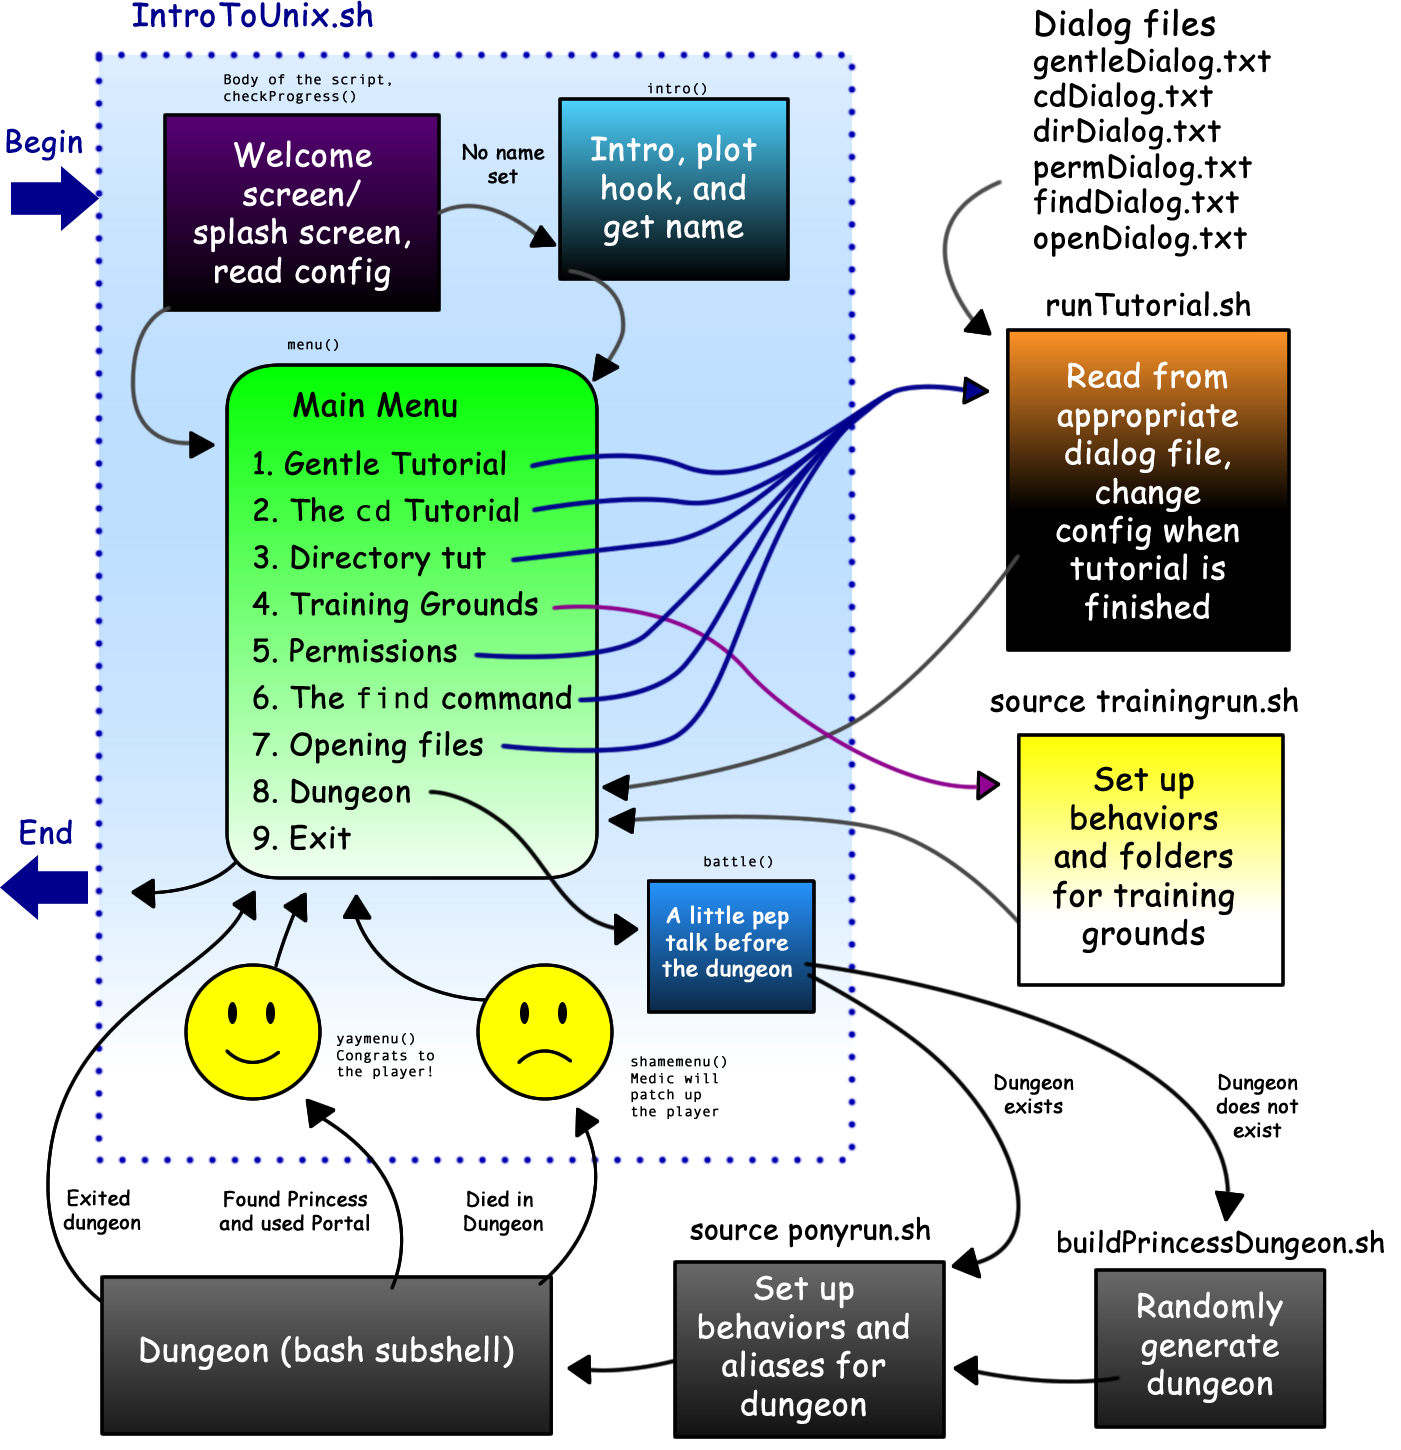 IntroToUnix.sh
Begin
Body of the script,
checkProgress()
Welcome
screen/
splash screen,
read config
No name
set
intro()
Intro, plot
hook, and
get name
Dialog files
gentleDialog.txt
cdDialog.txt
dirDialog.txt
permDialog.txt
findDialog.txt
openDialog.txt
runTutorial.sh
Read from
appropriate
dialog file,
change
config when
tutorial is
finished
menu()
Main Menu
1. Gentle Tutorial
2. The cd Tutorial
3. Directory tut
4. Training Grounds
5. Permissions
6. The find command
7. Opening files
8. Dungeon
9. Exit
source trainingrun.sh
Set up
behaviors
and folders
for training
grounds
End
battle()
A little pep
talk before
the dungeon
yaymenu()
Congrats to
the player!
shamemenu()
Medic will
patch up
the player
Dungeon
exists
Dungeon
does not
exist
Exited
dungeon
Found Princess
and used Portal
Died in
Dungeon
source ponyrun.sh
buildPrincessDungeon.sh
Dungeon (bash subshell)
Set up
behaviors and
aliases for
dungeon
Randomly
generate
dungeon